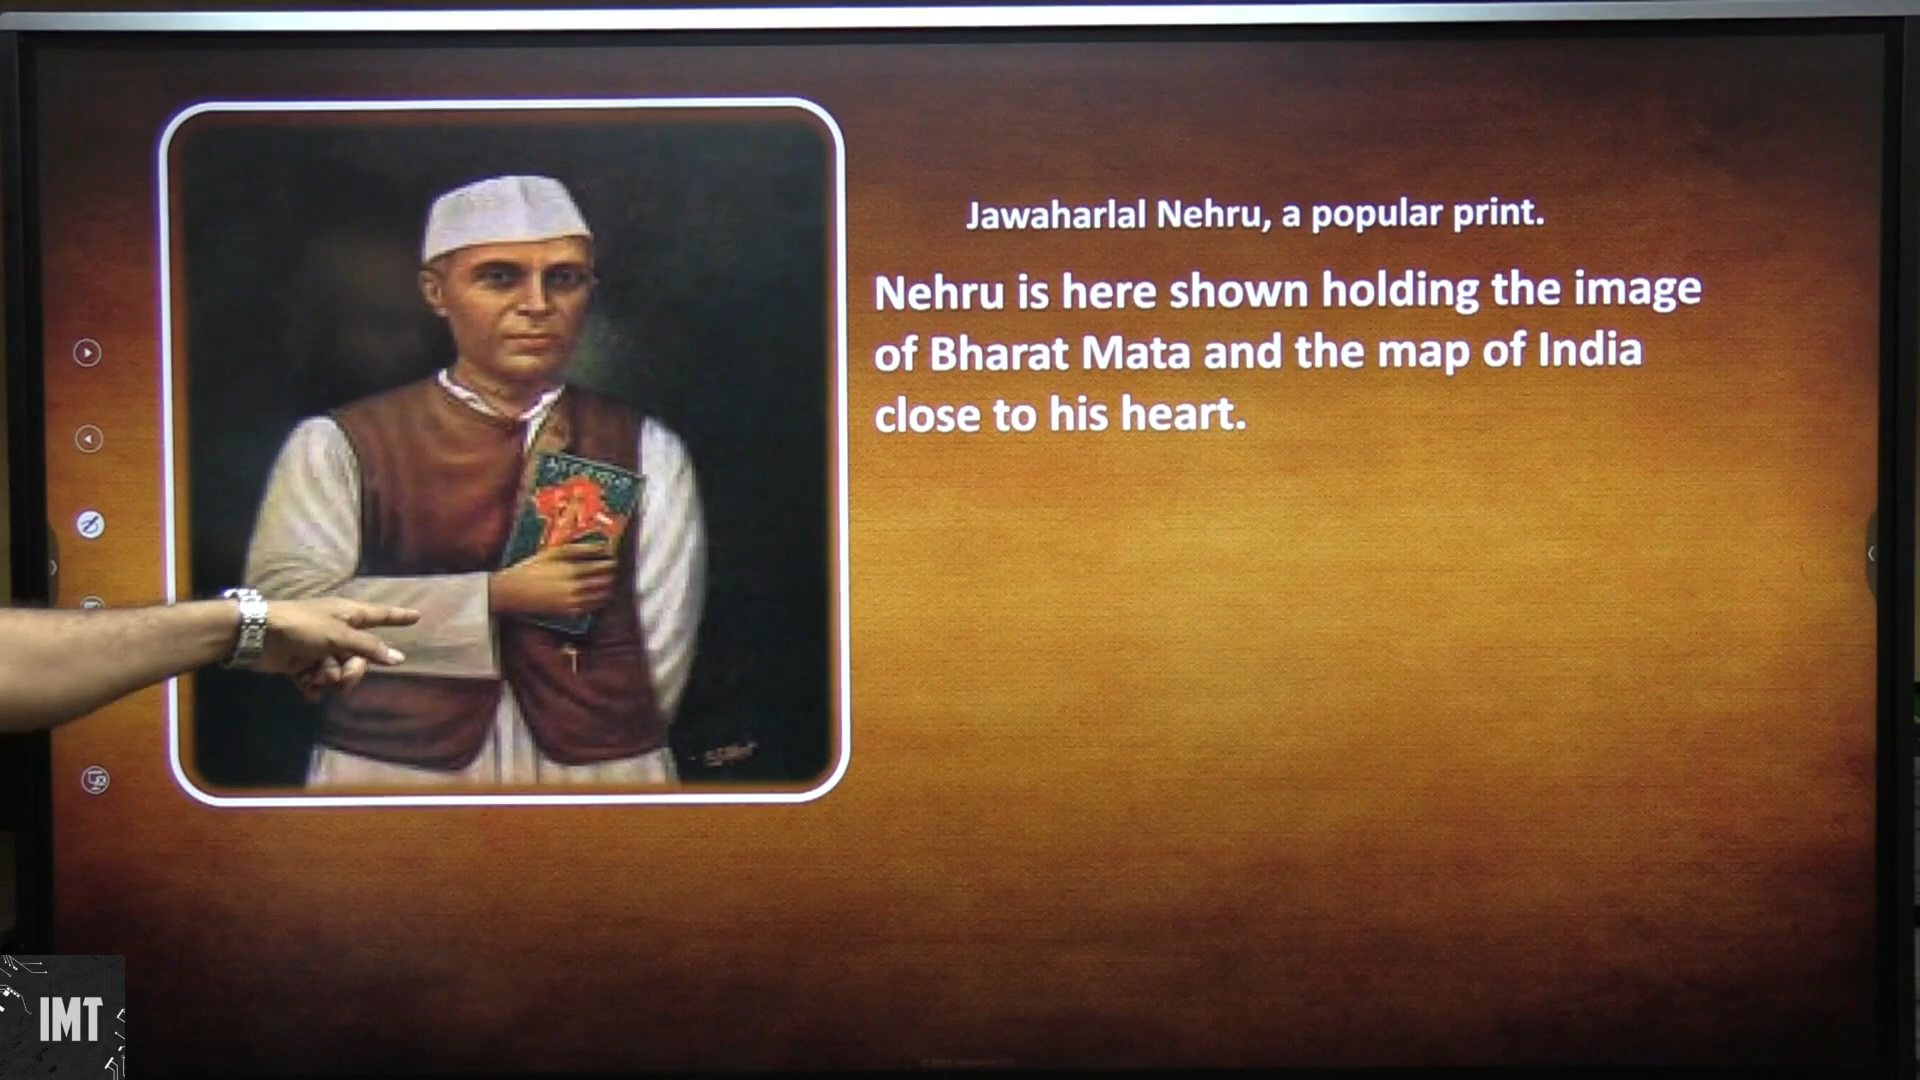 Jawaharlal Nehru, a popular print.
Nehru is here shown holding the image
of Bharat Mata and the map of India
close to his heart.
IMT